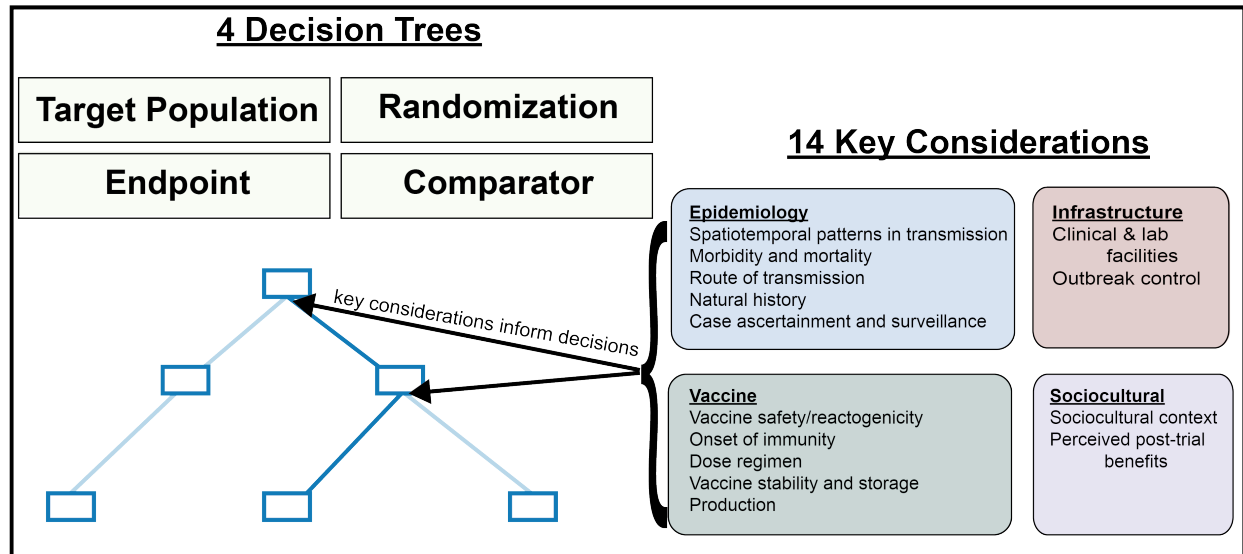 4 Decision Trees
Target Population
Randomization
Endpoint
Comparator
14 Key Considerations
key considerations inform decisions
Epidemiology
Spatiotemporal patterns in transmission
Morbidity and mortality
Route of transmission
Natural history
Case ascertainment and surveillance
Infrastructure
Clinical & lab
facilities
Outbreak control
Vaccine
Vaccine safety/reactogenicity
Onset of immunity
Dose regimen
Vaccine stability and storage
Production
Sociocultural
Sociocultural context
Perceived post-trial
benefits